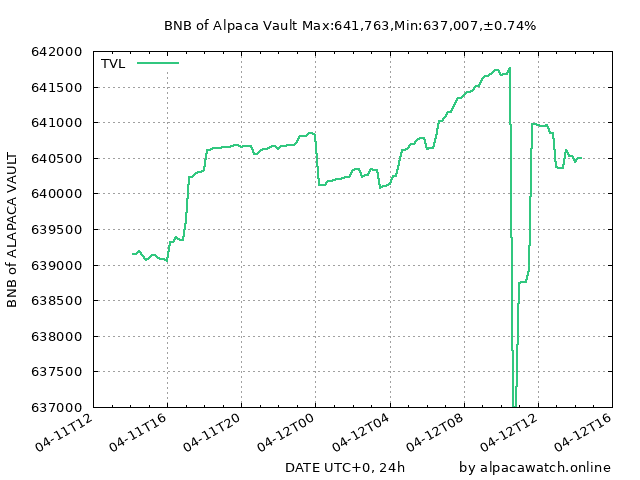 BNB of Alpaca Vault Max:641,763,Min:637,007,±0.74%
TVL
BNB of ALAPACA VAULT
642000
641500
641000
640500
640000
639500
639000
638500
638000
637500
637000
04-11T12
04-11T16
04-11T20
04-12T00
04-12T04
04-12T08
04-12T12
04-12T16
DATE UTC+0, 24h
by alpacawatch.online